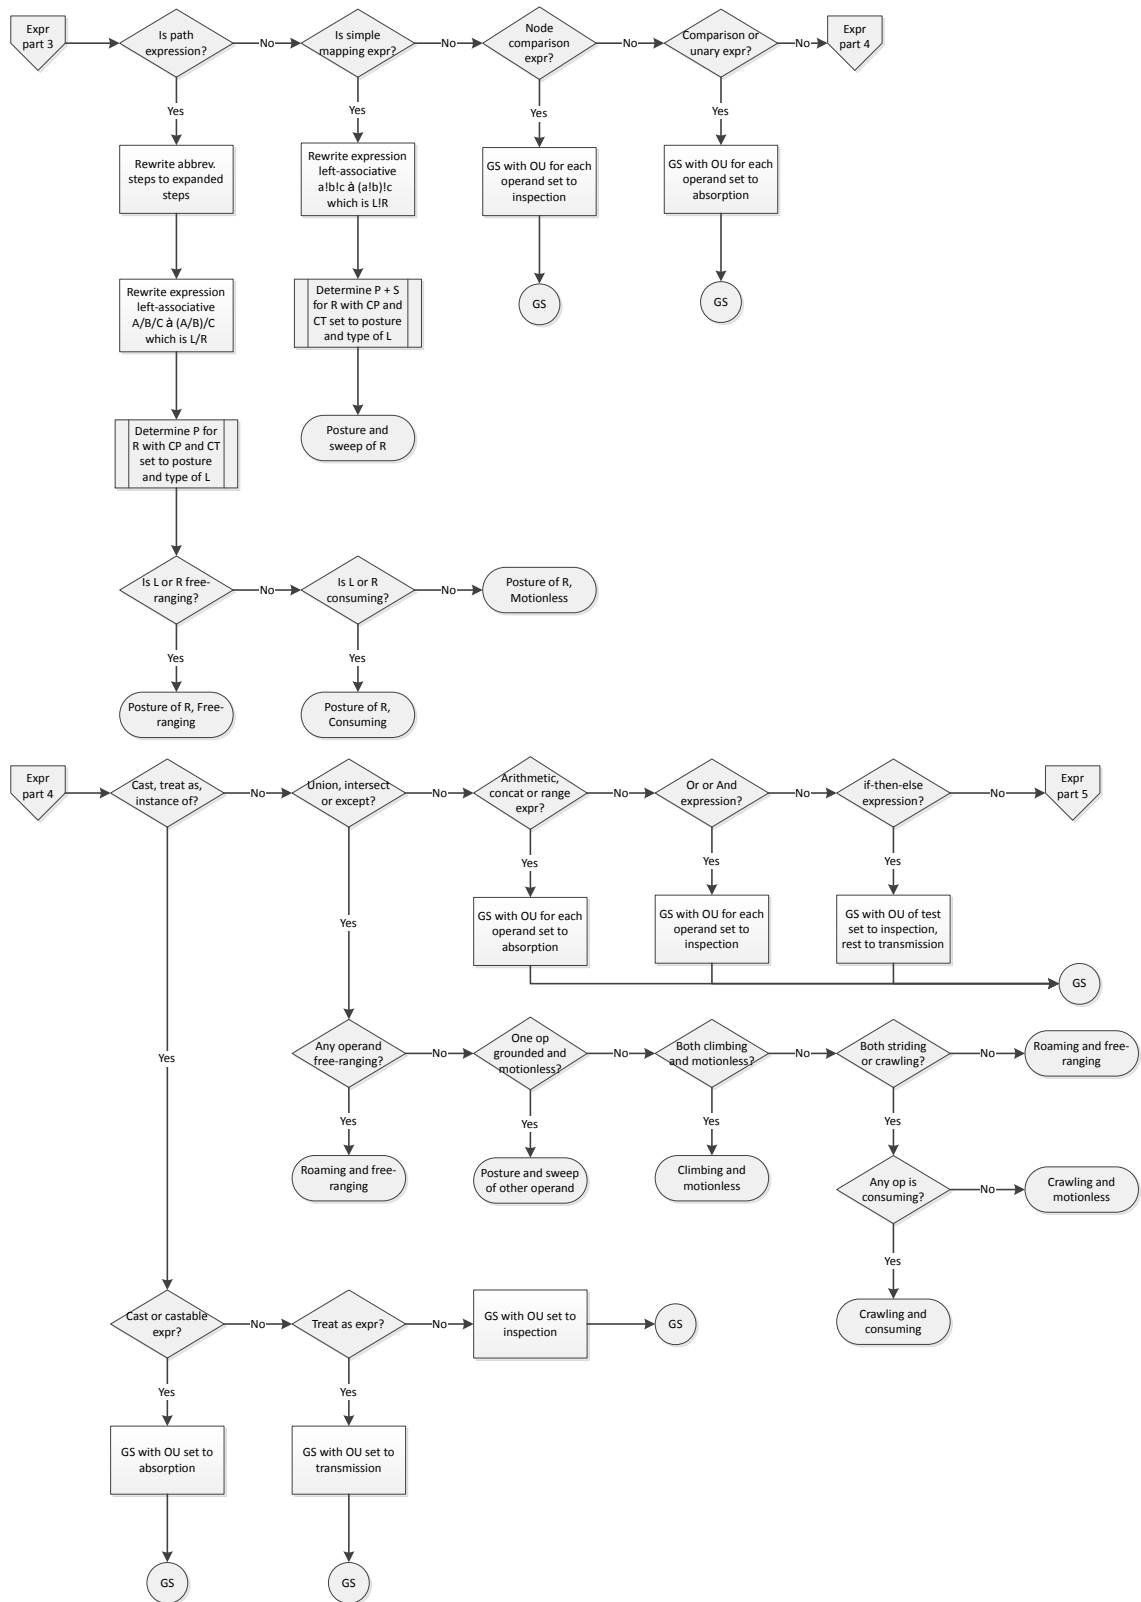 Expr
part 3
Is path
expression?
No
Is simple
mapping expr?
No
Node
comparison
expr?
No
Comparison or
unary expr?
No
Expr
part 4
Yes
Yes
Yes
Yes
Rewrite abbrev.
steps to expanded
steps
Rewrite expression
left-associative
a!b!c à (a!b)!c
which is L!R
GS with OU for each
operand set to
inspection
GS with OU for each
operand set to
absorption
Rewrite expression
left-associative
A/B/C à (A/B)/C
which is L/R
Determine P + S
for R with CP and
CT set to posture
and type of L
GS
GS
Determine P for
R with CP and CT
set to posture
and type of L
Posture and
sweep of R
Is L or R free-
ranging?
No
Is L or R
consuming?
No
Posture of R,
Motionless
Yes
Yes
Posture of R, Free-
ranging
Posture of R,
Consuming
Expr
part 4
Cast, treat as,
instance of?
No
Union, intersect
or except?
No
Arithmetic,
concat or range
expr?
No
Or or And
expression?
No
if-then-else
expression?
No
Expr
part 5
Yes
Yes
Yes
GS with OU for each
operand set to
absorption
GS with OU for each
operand set to
inspection
GS with OU of test
set to inspection,
rest to transmission
Yes
GS
Yes
Any operand
free-ranging?
No
One op
grounded and
motionless?
No
Both climbing
and motionless?
No
Both striding
or crawling?
No
Roaming and free-
ranging
Yes
Yes
Yes
Yes
Roaming and free-
ranging
Posture and sweep
of other operand
Climbing and
motionless
Any op is
consuming?
No
Crawling and
motionless
Yes
Crawling and
consuming
Cast or castable
expr?
No
Treat as expr?
No
GS with OU set to
inspection
GS
Yes
Yes
GS with OU set to
absorption
GS with OU set to
transmission
GS
GS